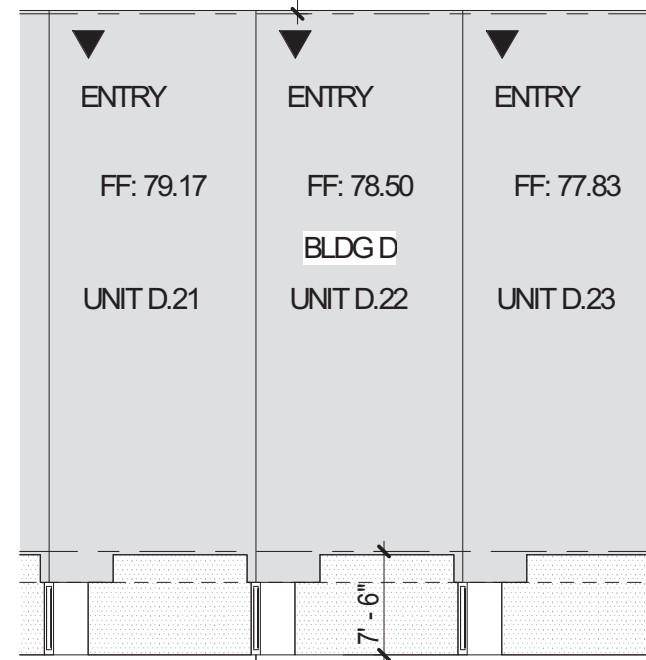 ENTRY ENTRY ENTRY
FF: 79.17 FF: 78.50 FF: 77.83
BLDG D
UNIT D.21 UNIT D.22 UNIT D.23
7' - 6"